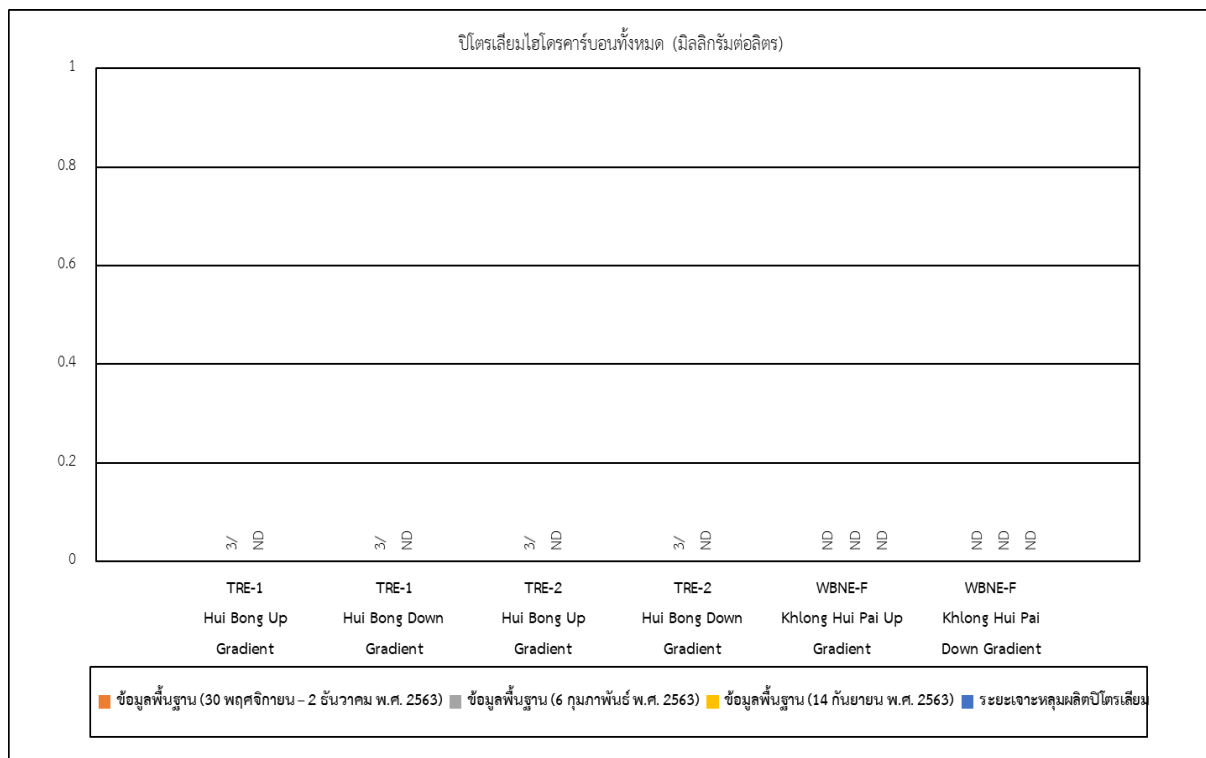 ปิโตรเลียมไฮโดรคาร์บอนทั้งหมด (มิลลิกรัมต่อลิตร)
1
0.8
0.6
0.4
0.2
0
3/ ND 3/ ND 3/ ND 3/ ND ND ND ND ND ND ND
TRE-1 TRE-1 TRE-2 TRE-2 WBNE-F WBNE-F
Hui Bong Up Hui Bong Down Hui Bong Up Hui Bong Down Khlong Hui Pai Up Khlong Hui Pai
Gradient Gradient Gradient Gradient Gradient Down Gradient
ข้อมูลพื้นฐาน (30 พฤศจิกายน – 2 ธันวาคม พ.ศ. 2563) ข้อมูลพื้นฐาน (6 กุมภาพันธ์ พ.ศ. 2563) ข้อมูลพื้นฐาน (14 กันยายน พ.ศ. 2563) ระยะเจาะหลุมผลิตปิโตรเลียม